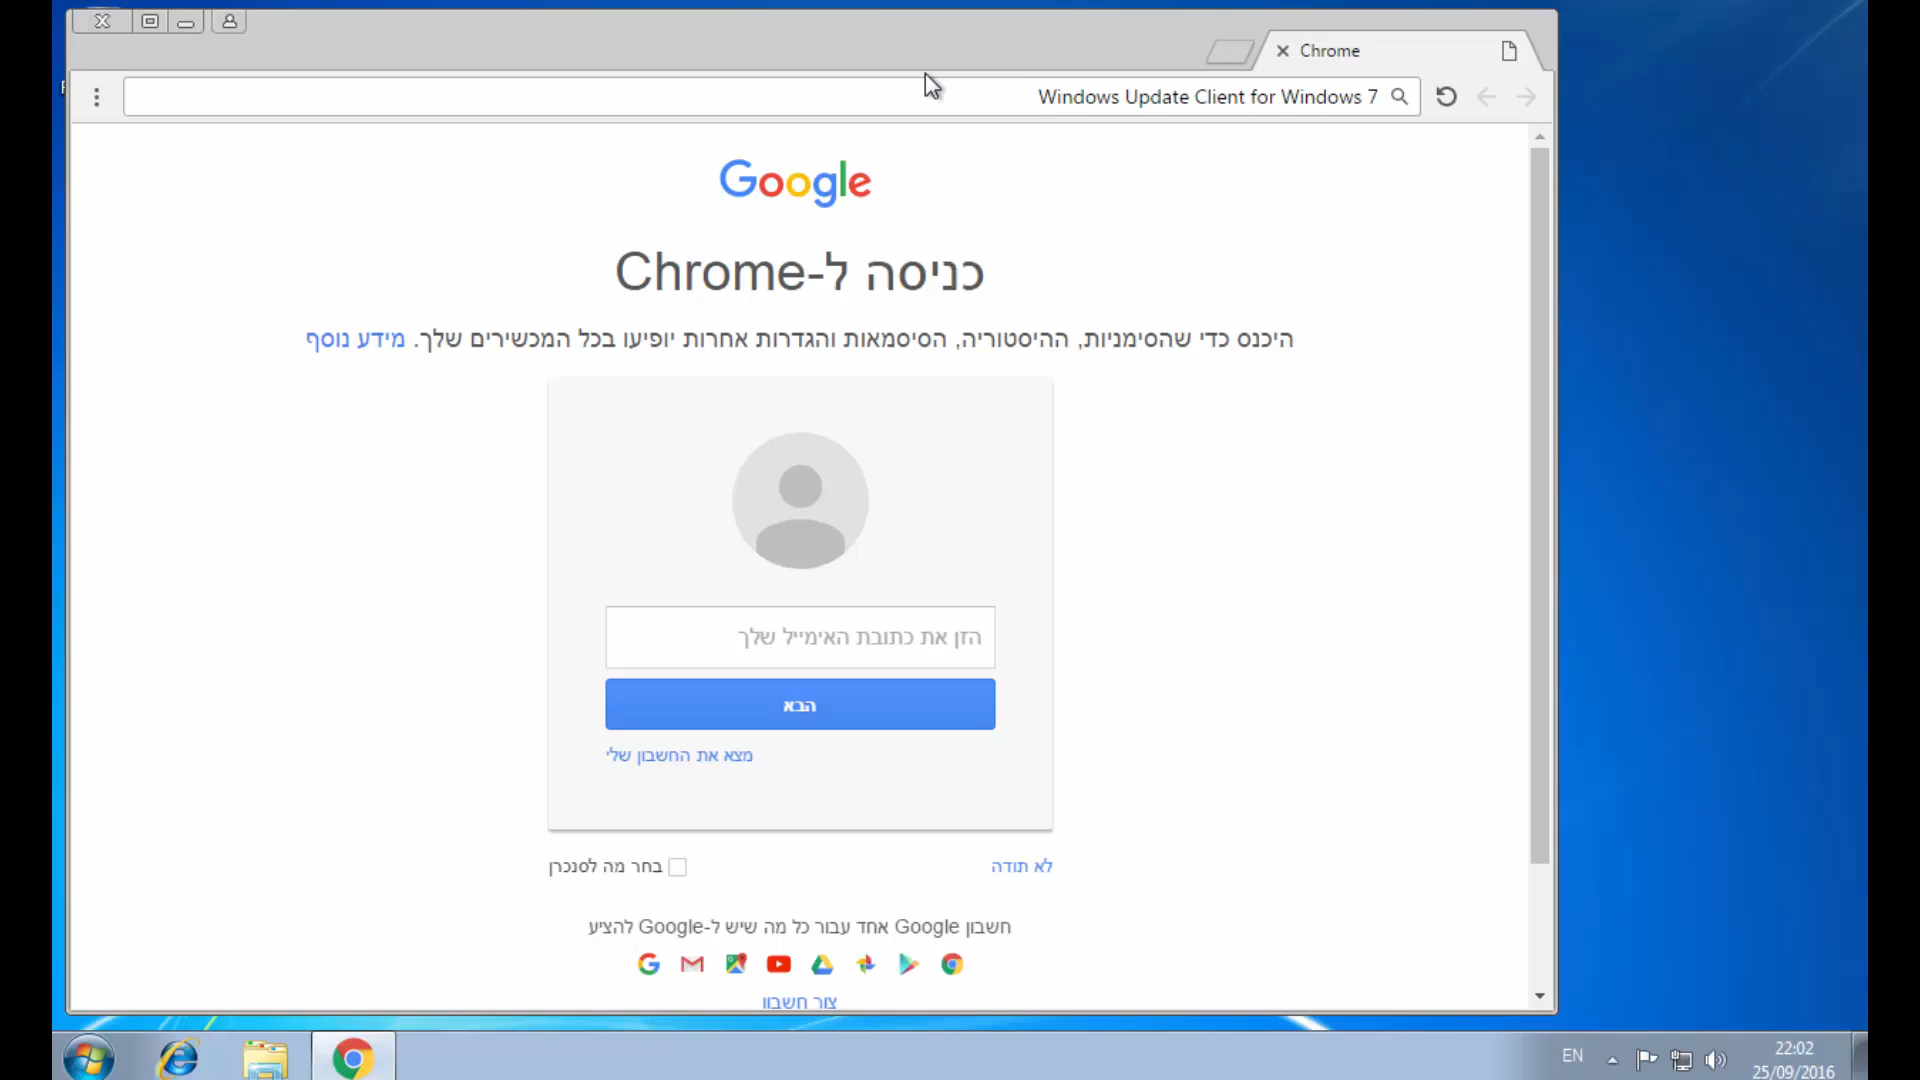 Chrome
Windows Update Client for Windows 7
Google
כניסה ל-Chrome
היכנס כדי שהסימניות, ההיסטוריה, הסיסמאות והגדרות אחרות יופיעו בכל המכשירים שלך. מידע נוסף
הזן את כתובת האימייל שלך
הבא
מצא את החשבון שלי
בחר מה לסנכרן
לא תודה
חשבון Google אחד עבור כל מה שיש ל-Google להציע
צור חשבון
EN
22:02
25/09/2016